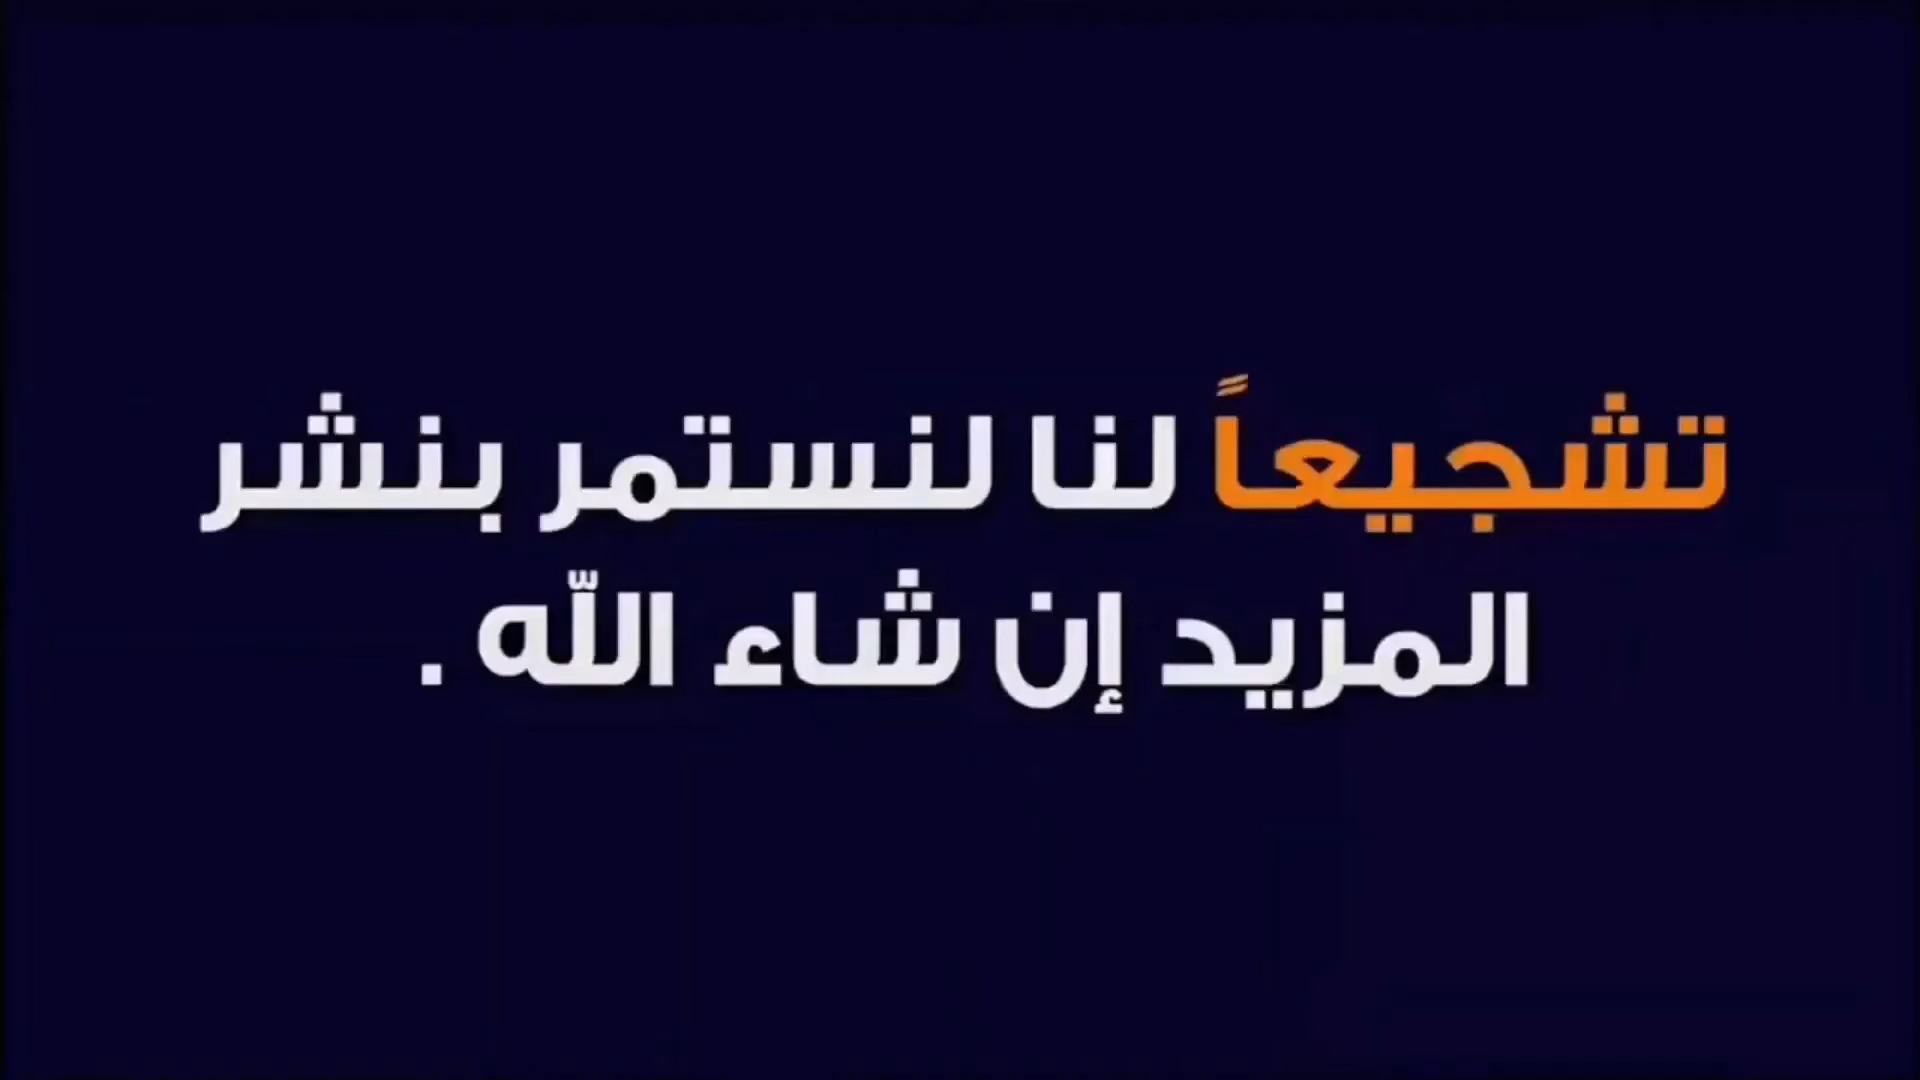 تشجيعاً لنا لنستمر بنشر
المزيد إن شاء اللّه .